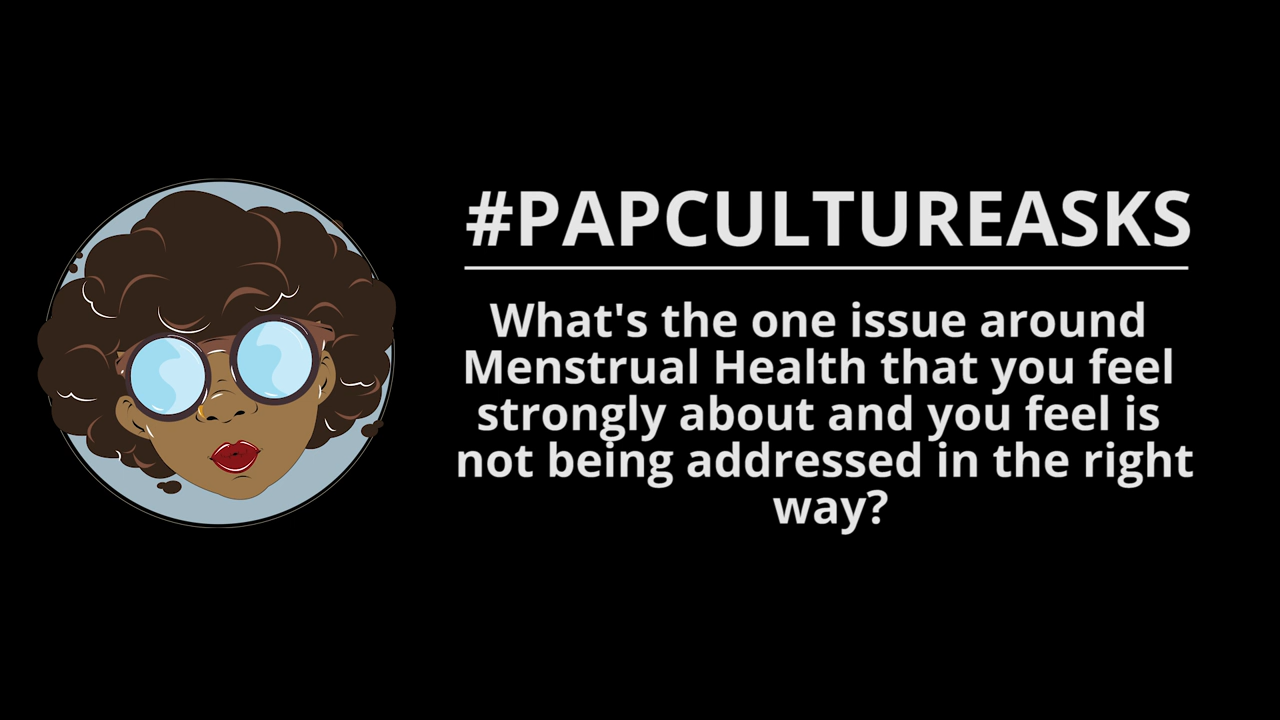 #PAPCULTUREASKS
What's the one issue around
Menstrual Health that you feel
strongly about and you feel is
not being addressed in the right
way?